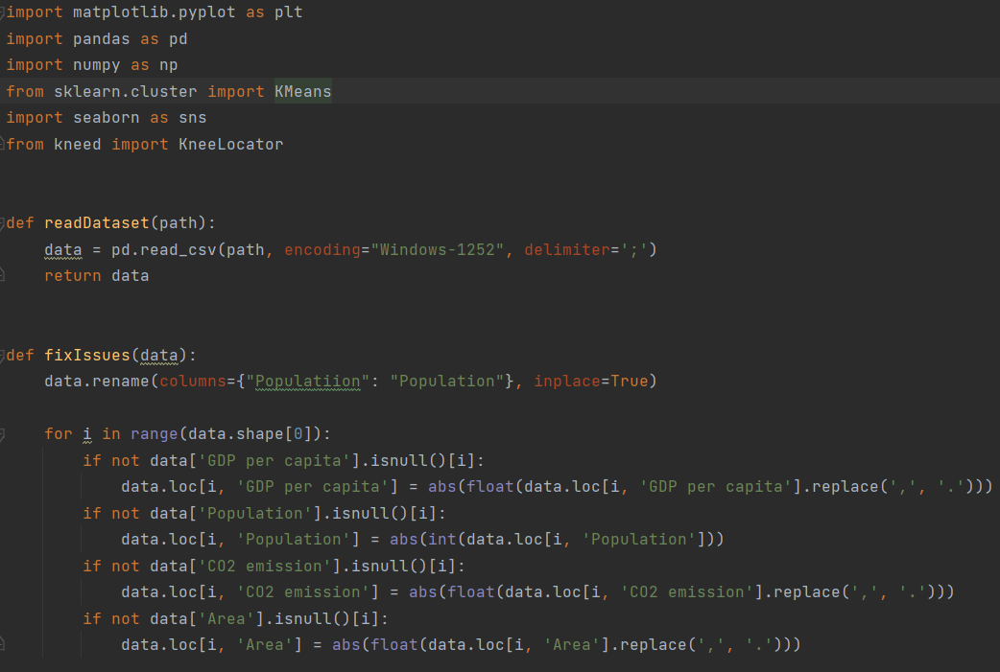 import matplotlib.pyplot as plt
import pandas as pd
import numpy as np
from sklearn.cluster import KMeans
import seaborn as sns
from kneed import KneeLocator
def readDataset(path):
    data = pd.read_csv(path, encoding="Windows-1252", delimiter=';')
    return data
def fixIssues(data):
    data.rename(columns={"Populatiion": "Population"}, inplace=True)
    for i in range(data.shape[0]):
        if not data['GDP per capita'].isnull()[i]:
            data.loc[i, 'GDP per capita'] = abs(float(data.loc[i, 'GDP per capita'].replace(',', '.')))
        if not data['Population'].isnull()[i]:
            data.loc[i, 'Population'] = abs(int(data.loc[i, 'Population']))
        if not data['CO2 emission'].isnull()[i]:
            data.loc[i, 'CO2 emission'] = abs(float(data.loc[i, 'CO2 emission'].replace(',', '.')))
        if not data['Area'].isnull()[i]:
            data.loc[i, 'Area'] = abs(float(data.loc[i, 'Area'].replace(',', '.')))